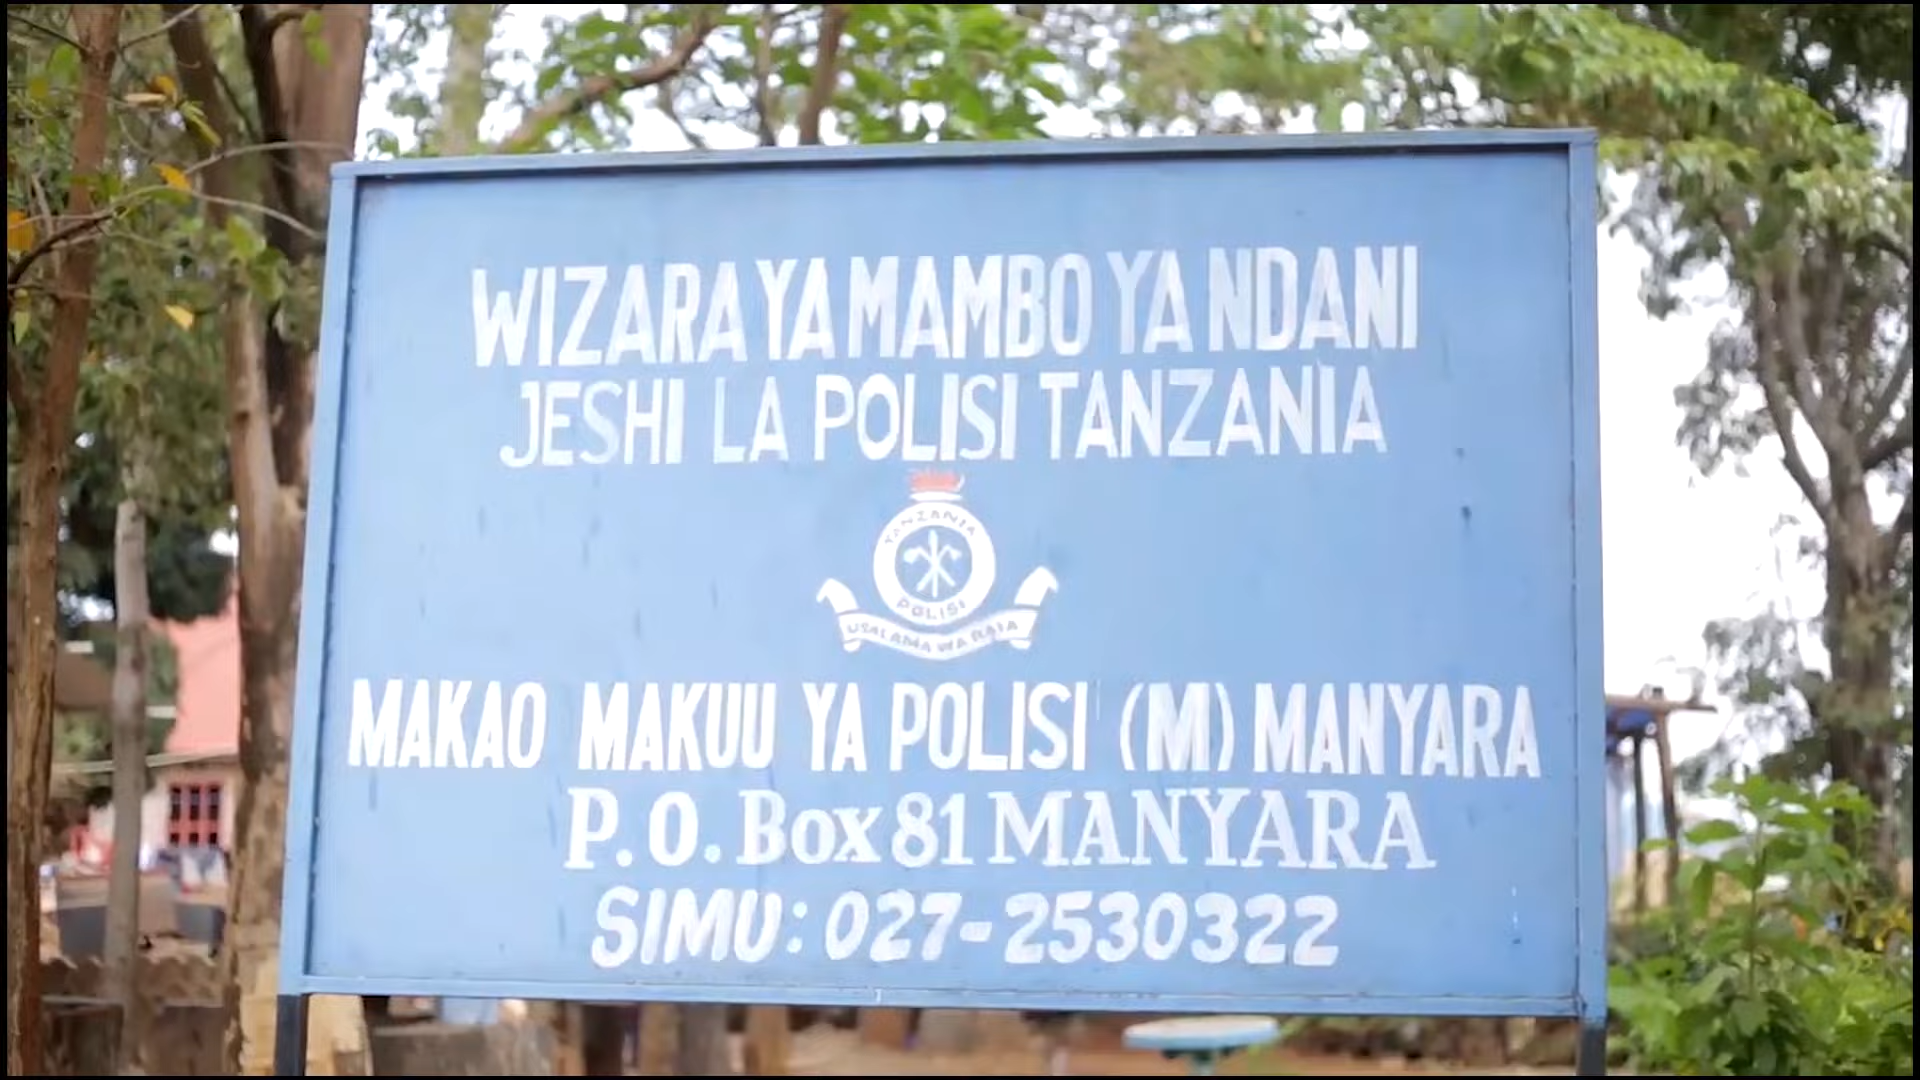 WIZARA YA MAMBO YA NDANI
JESHI LA POLISI TANZANIA
TANZANIA
POLISI
USALAMA WA RAIA
MAKAO MAKUU YA POLISI (M) MANYARA
P.O. Box 81 MANYARA
SIMU: 027-2530322